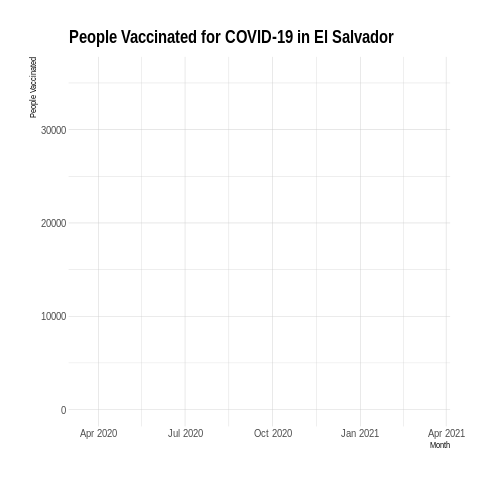 People Vaccinated for COVID-19 in El Salvador
People Vaccinated
30000
20000
10000
0
Apr 2020 Jul 2020 Oct 2020 Jan 2021 Apr 2021
Month